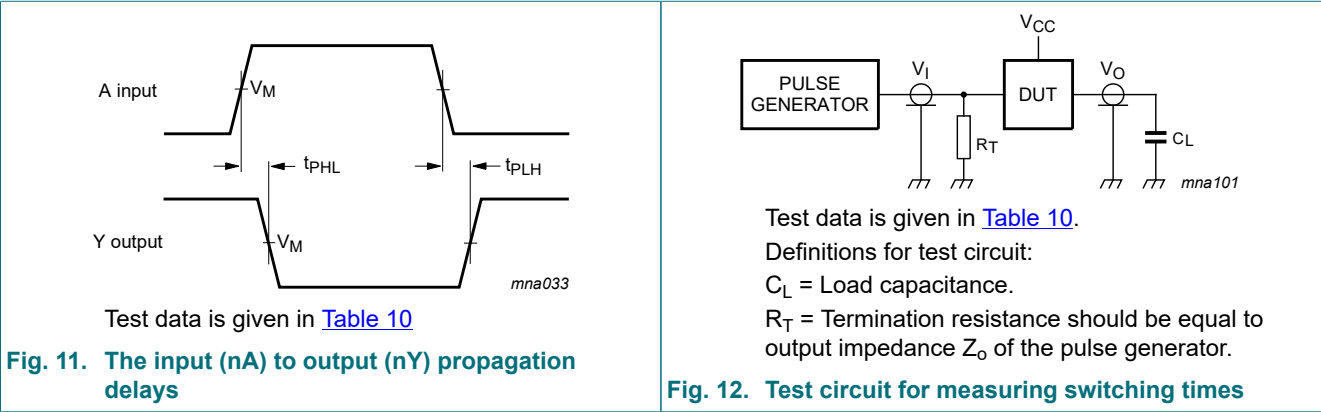 A input
VM
tPHL
tPLH
Y output
VM
mna033
Test data is given in Table 10
Fig. 11. The input (nA) to output (nY) propagation
delays
VCC
PULSE
GENERATOR
VI
DUT
VO
RT
CL
mna101
Test data is given in Table 10.
Definitions for test circuit:
CL = Load capacitance.
RT = Termination resistance should be equal to
output impedance Zo of the pulse generator.
Fig. 12. Test circuit for measuring switching times